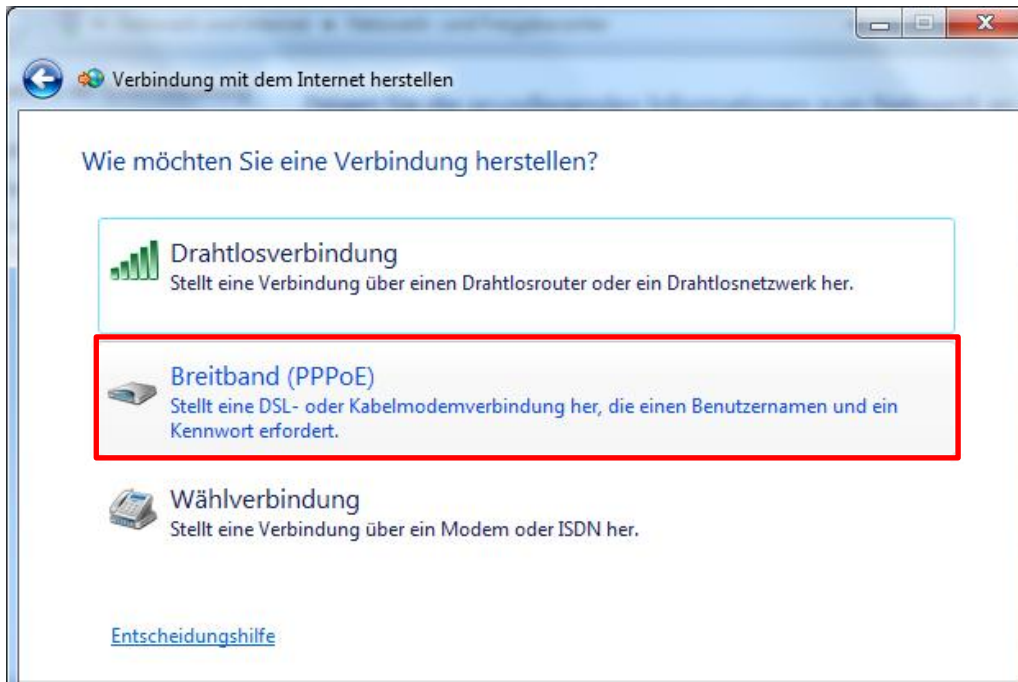 Verbindung mit dem Internet herstellen
Wie möchten Sie eine Verbindung herstellen?
Drahtlosverbindung
Stellt eine Verbindung über einen Drahtlosrouter oder ein Drahtlosnetzwerk her.
Breitband (PPPoE)
Stellt eine DSL- oder Kabelmodemverbindung her, die einen Benutzernamen und ein
Kennwort erfordert.
Wählverbindung
Stellt eine Verbindung über ein Modem oder ISDN her.
Entscheidungshilfe